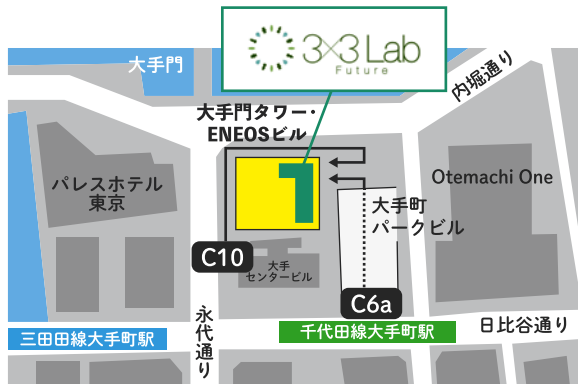 3×3 Lab
Future
大手門
内堀通り
大手門タワー・
ENEOSビル
パレスホテル
東京
Otemachi One
大手町
パークビル
C10
大手
センタービル
C6a
永代通り
三田田線大手町駅
千代田線大手町駅
日比谷通り